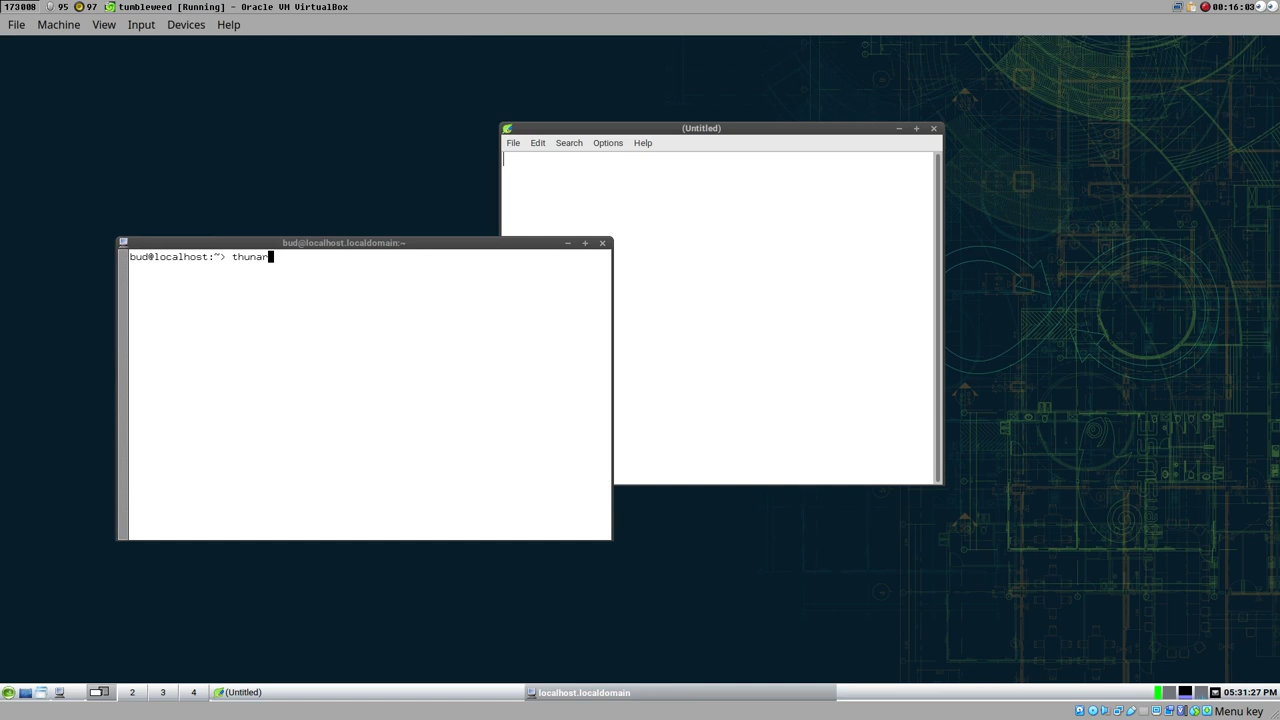 173008 95 97 tumbleweed [Running] - Oracle VM VirtualBox 00:16:03
File Machine View Input Devices Help
(Untitled)
File Edit Search Options Help
bud@localhost.localdomain:~
bud@localhost:~> thunar
2 3 4 (Untitled) localhost.localdomain 05:31:27 PM
Menu key